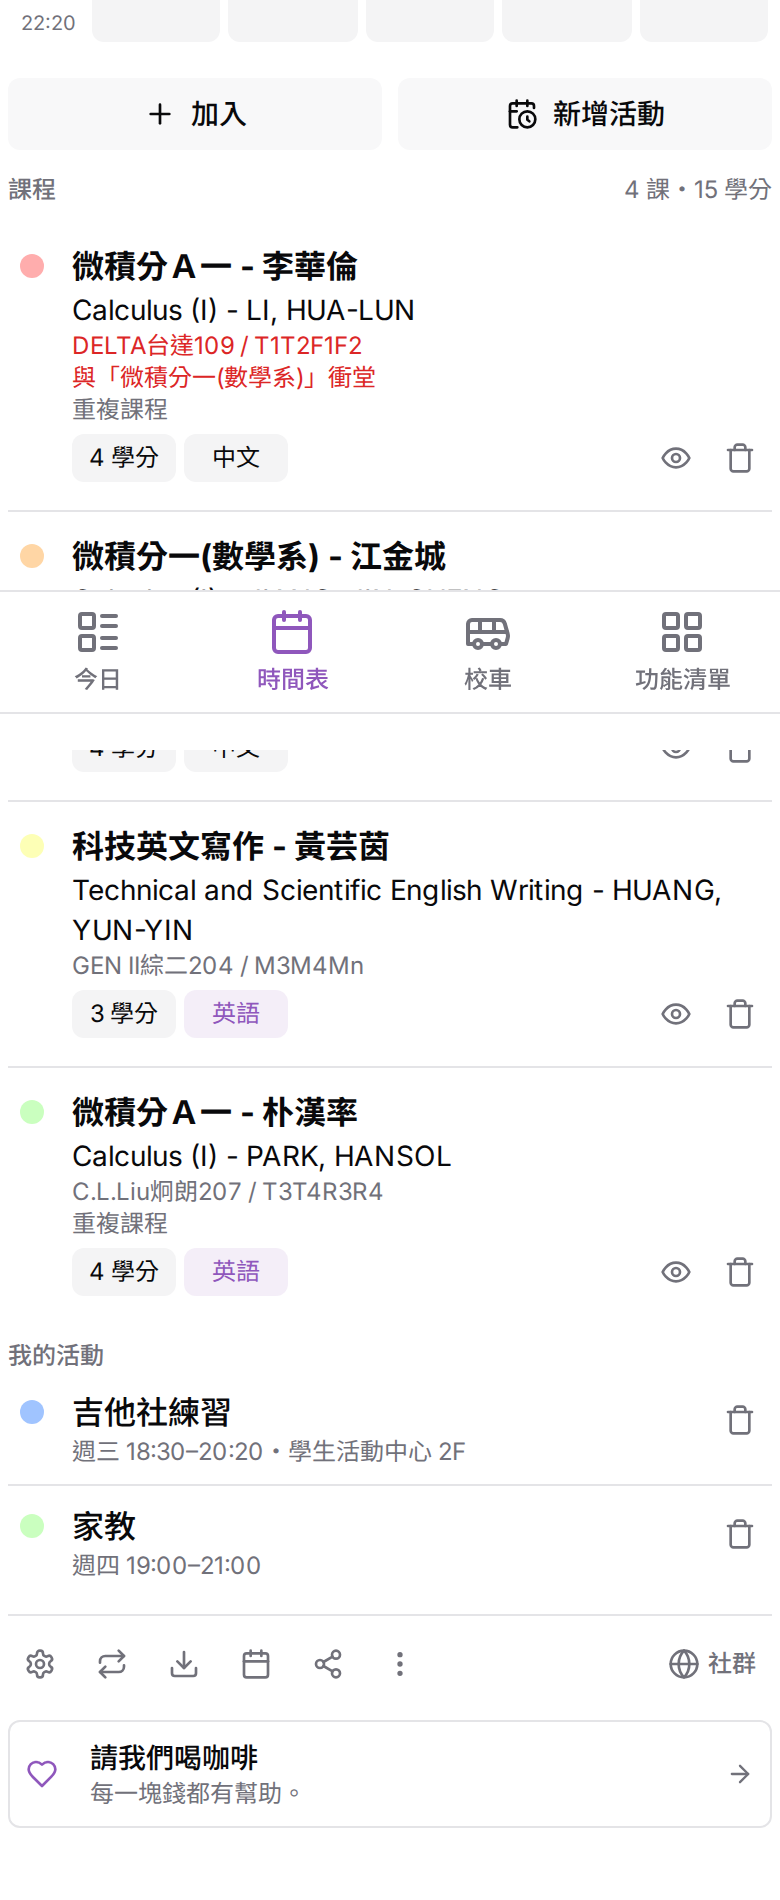 22:20
加入
新增活動
課程
4 課・15 學分
微積分A一 - 李華倫
Calculus (I) - LI, HUA-LUN
DELTA台達109 / T1T2F1F2
與「微積分一(數學系)」衝堂
重複課程
4 學分
中文
微積分一(數學系) - 江金城
今日
時間表
校車
功能清單
4 學分
中文
科技英文寫作 - 黃芸茵
Technical and Scientific English Writing - HUANG,
YUN-YIN
GEN II綜二204 / M3M4Mn
3 學分
英語
微積分A一 - 朴漢率
Calculus (I) - PARK, HANSOL
C.L.Liu炯朗207 / T3T4R3R4
重複課程
4 學分
英語
我的活動
吉他社練習
週三 18:30–20:20・學生活動中心 2F
家教
週四 19:00–21:00
社群
請我們喝咖啡
每一塊錢都有幫助。